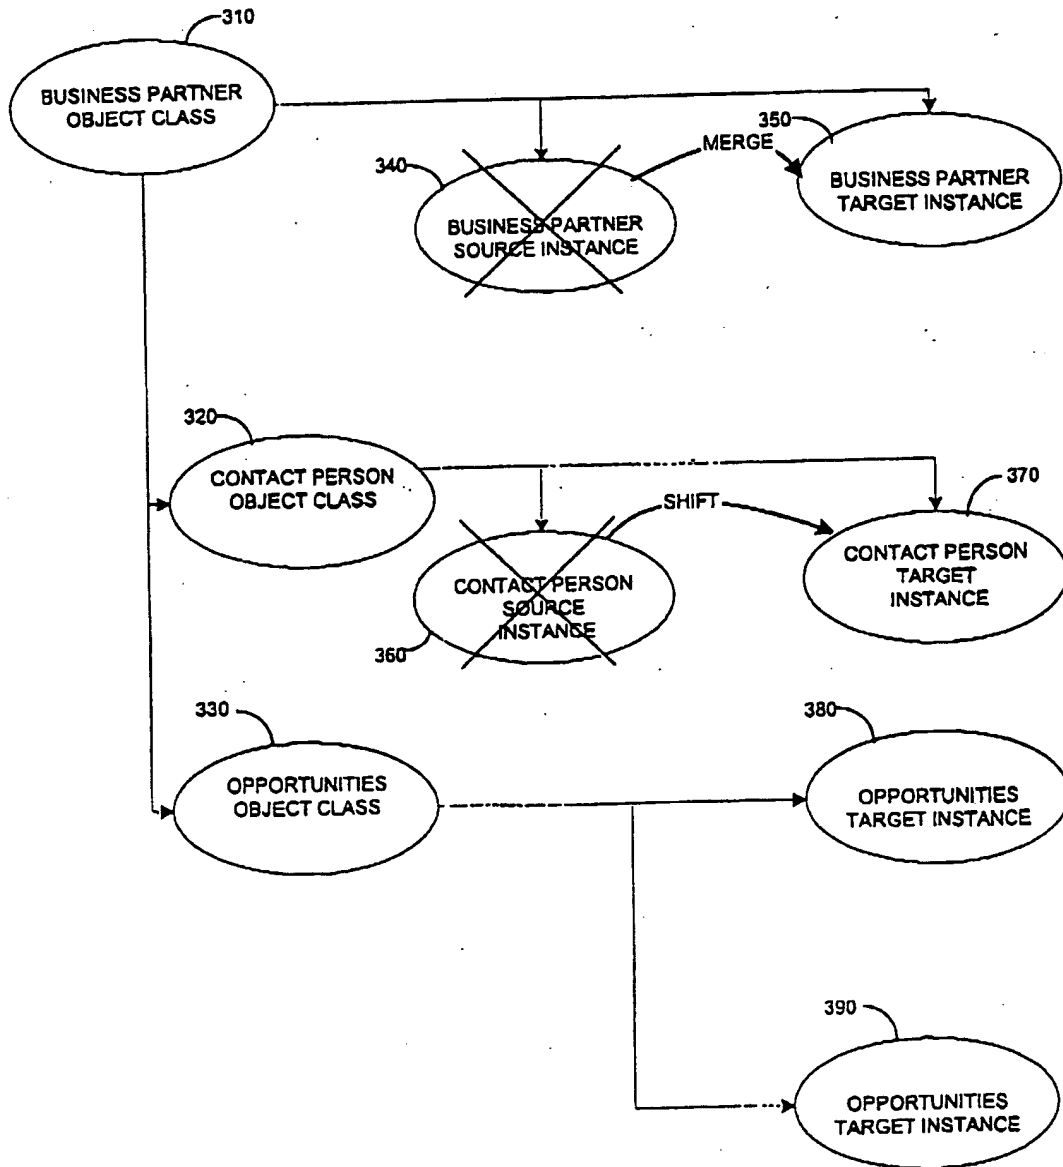 310
BUSINESS PARTNER
OBJECT CLASS
350
MERGE
340
BUSINESS PARTNER
TARGET INSTANCE
BUSINESS PARTNER
SOURCE INSTANCE
320
CONTACT PERSON
OBJECT CLASS
370
SHIFT
CONTACT PERSON
TARGET
INSTANCE
CONTACT PERSON
SOURCE
INSTANCE
360
330
380
OPPORTUNITIES
OBJECT CLASS
OPPORTUNITIES
TARGET INSTANCE
390
OPPORTUNITIES
TARGET INSTANCE